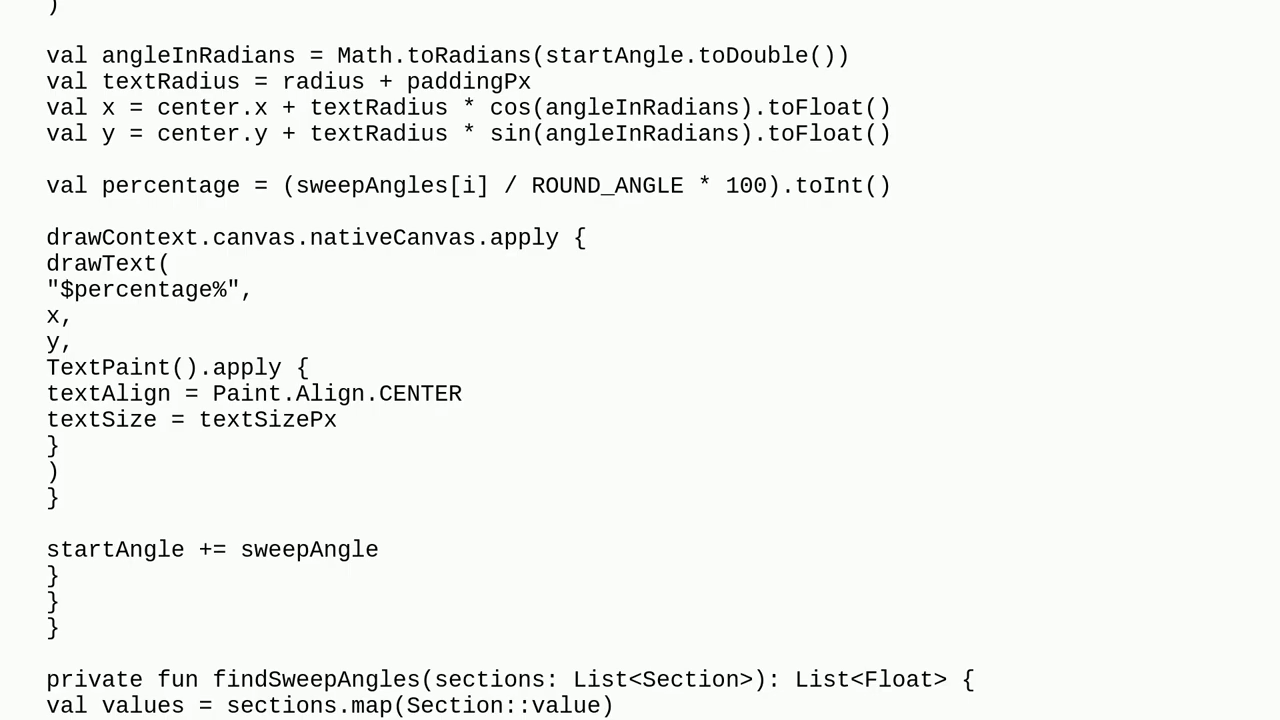 )
val angleInRadians = Math.toRadians(startAngle.toDouble())
val textRadius = radius + paddingPx
val x = center.x + textRadius * cos(angleInRadians).toFloat()
val y = center.y + textRadius * sin(angleInRadians).toFloat()
val percentage = (sweepAngles[i] / ROUND_ANGLE * 100).toInt()
drawContext.canvas.nativeCanvas.apply {
drawText(
"$percentage%",
x,
y,
TextPaint().apply {
textAlign = Paint.Align.CENTER
textSize = textSizePx
}
)
}
startAngle += sweepAngle
}
}
}
private fun findSweepAngles(sections: List<Section>): List<Float> {
val values = sections.map(Section::value)